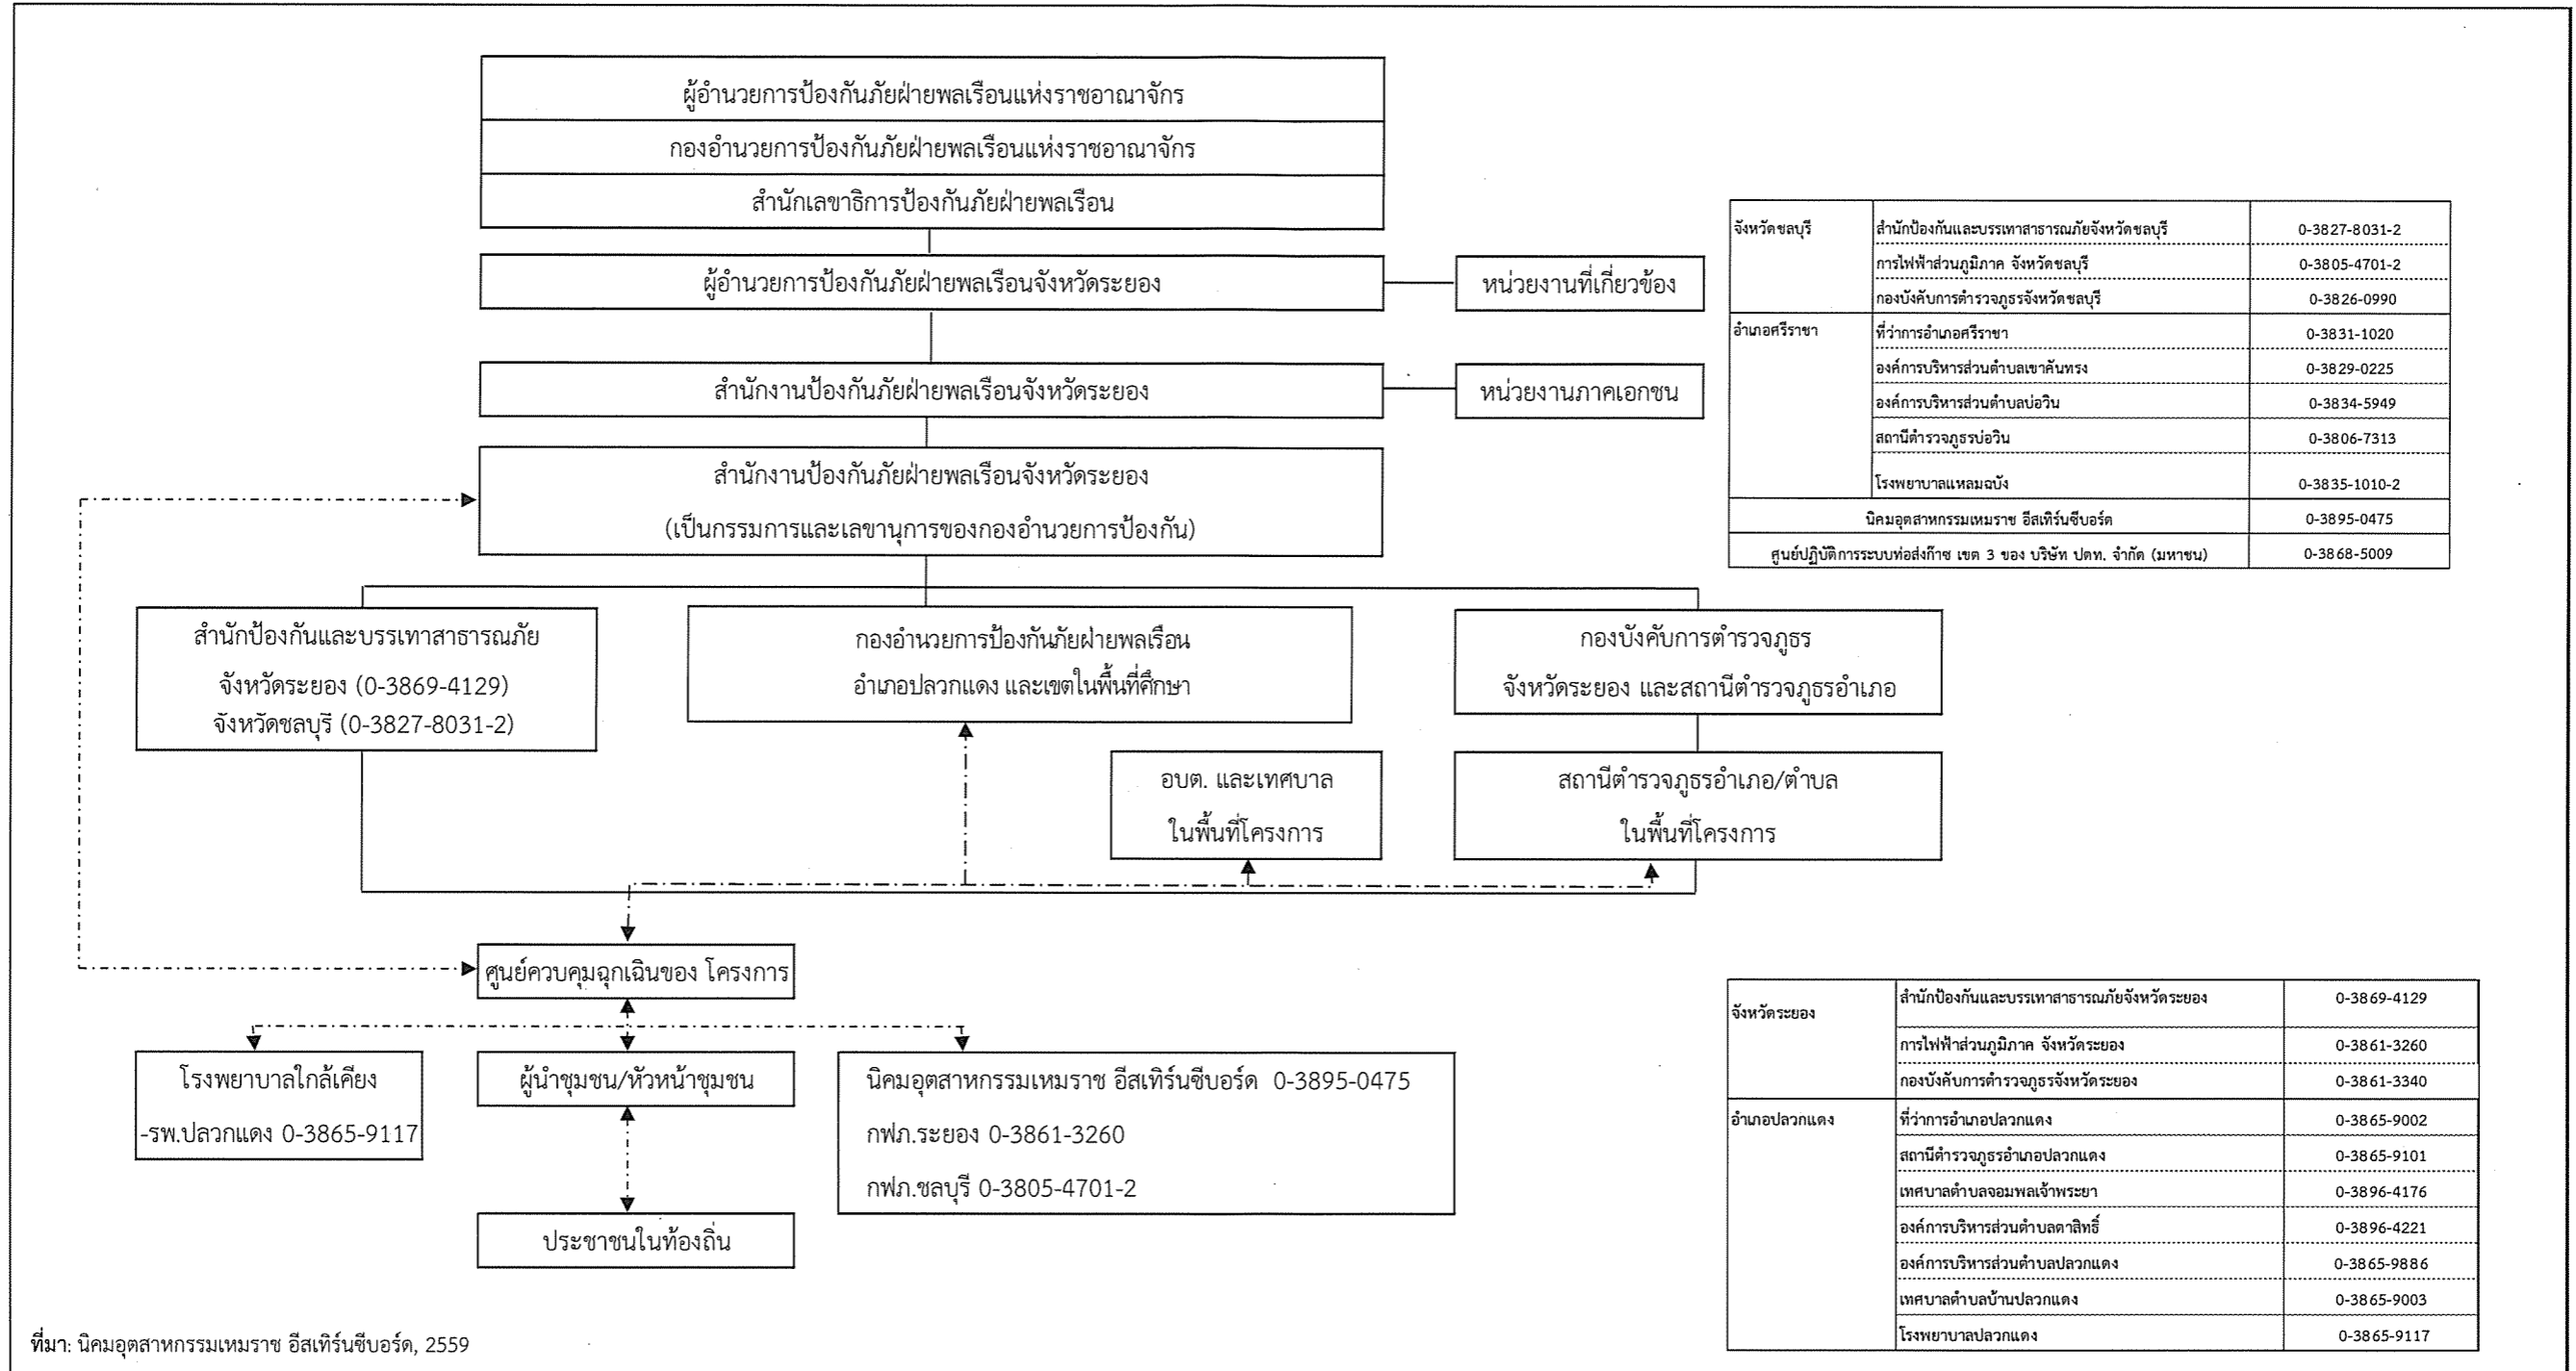 ผู้อำนวยการป้องกันภัยฝ่ายพลเรือนแห่งราชอาณาจักร
กองอำนวยการป้องกันภัยฝ่ายพลเรือนแห่งราชอาณาจักร
สำนักเลขาธิการป้องกันภัยฝ่ายพลเรือน
ผู้อำนวยการป้องกันภัยฝ่ายพลเรือนจังหวัดระยอง
หน่วยงานที่เกี่ยวข้อง
สำนักงานป้องกันภัยฝ่ายพลเรือนจังหวัดระยอง
หน่วยงานภาคเอกชน
สำนักงานป้องกันภัยฝ่ายพลเรือนจังหวัดระยอง
(เป็นกรรมการและเลขานุการของกองอำนวยการป้องกัน)
จังหวัดชลบุรี สำนักป้องกันและบรรเทาสาธารณภัยจังหวัดชลบุรี 0-3827-8031-2
การไฟฟ้าส่วนภูมิภาค จังหวัดชลบุรี 0-3805-4701-2
กองบังคับการตำรวจภูธรจังหวัดชลบุรี 0-3826-0990
อำเภอศรีราชา ที่ว่าการอำเภอศรีราชา 0-3831-1020
องค์การบริหารส่วนตำบลเขาคันทรง 0-3829-0225
องค์การบริหารส่วนตำบลบ่อวิน 0-3834-5949
สถานีตำรวจภูธรบ่อวิน 0-3806-7313
โรงพยาบาลแหลมฉบัง 0-3835-1010-2
นิคมอุตสาหกรรมเหมราช อีสเทิร์นซีบอร์ด 0-3895-0475
ศูนย์ปฏิบัติการระบบท่อส่งก๊าซ เขต 3 ของ บริษัท ปตท. จำกัด (มหาชน) 0-3868-5009
สำนักป้องกันและบรรเทาสาธารณภัย
จังหวัดระยอง (0-3869-4129)
จังหวัดชลบุรี (0-3827-8031-2)
กองอำนวยการป้องกันภัยฝ่ายพลเรือน
อำเภอปลวกแดง และเขตในพื้นที่ศึกษา
กองบังคับการตำรวจภูธร
จังหวัดระยอง และสถานีตำรวจภูธรอำเภอ
อบต. และเทศบาล
ในพื้นที่โครงการ
สถานีตำรวจภูธรอำเภอ/ตำบล
ในพื้นที่โครงการ
ศูนย์ควบคุมฉุกเฉินของ โครงการ
โรงพยาบาลใกล้เคียง
-รพ.ปลวกแดง 0-3865-9117
ผู้นำชุมชน/หัวหน้าชุมชน
นิคมอุตสาหกรรมเหมราช อีสเทิร์นซีบอร์ด 0-3895-0475
กฟภ.ระยอง 0-3861-3260
กฟภ.ชลบุรี 0-3805-4701-2
ประชาชนในท้องถิ่น
จังหวัดระยอง สำนักป้องกันและบรรเทาสาธารณภัยจังหวัดระยอง 0-3869-4129
การไฟฟ้าส่วนภูมิภาค จังหวัดระยอง 0-3861-3260
กองบังคับการตำรวจภูธรจังหวัดระยอง 0-3861-3340
อำเภอปลวกแดง ที่ว่าการอำเภอปลวกแดง 0-3865-9002
สถานีตำรวจภูธรอำเภอปลวกแดง 0-3865-9101
เทศบาลตำบลจอมพลเจ้าพระยา 0-3896-4176
องค์การบริหารส่วนตำบลตาสิทธิ์ 0-3896-4221
องค์การบริหารส่วนตำบลปลวกแดง 0-3865-9886
เทศบาลตำบลบ้านปลวกแดง 0-3865-9003
โรงพยาบาลปลวกแดง 0-3865-9117
ที่มา: นิคมอุตสาหกรรมเหมราช อีสเทิร์นซีบอร์ด, 2559